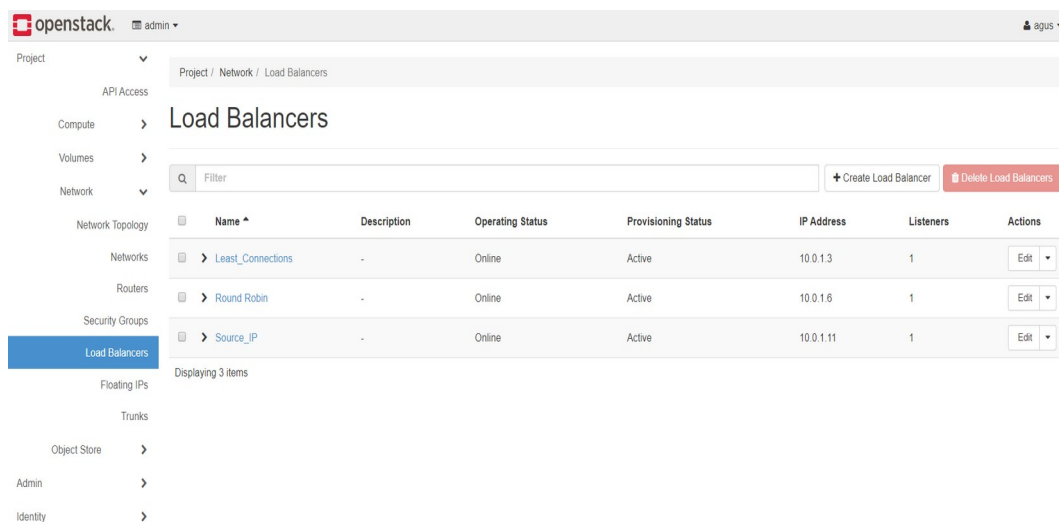 openstack. admin agus
Project
API Access
Compute
Volumes
Network
Network Topology
Networks
Routers
Security Groups
Load Balancers
Floating IPs
Trunks
Object Store
Admin
Identity
Project / Network / Load Balancers
Load Balancers
Filter + Create Load Balancer Delete Load Balancers
Name Description Operating Status Provisioning Status IP Address Listeners Actions
Least_Connections - Online Active 10.0.1.3 1 Edit
Round Robin - Online Active 10.0.1.6 1 Edit
Source_IP - Online Active 10.0.1.11 1 Edit
Displaying 3 items